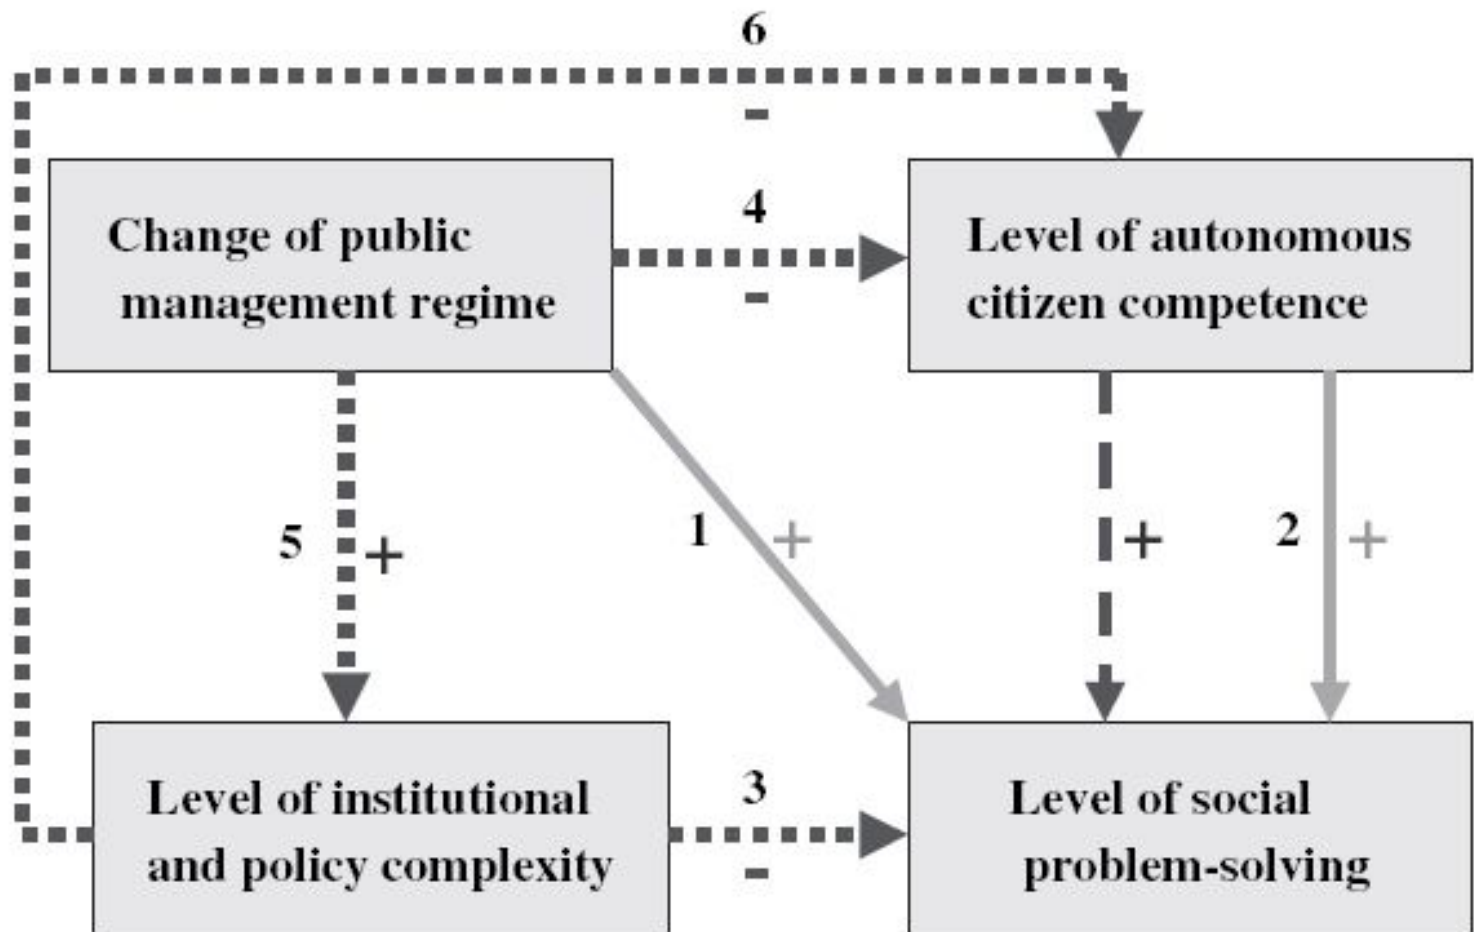 6
-
Change of public
management regime
4
-
Level of autonomous
citizen competence
5
+
1
+
+
2
+
Level of institutional
and policy complexity
3
-
Level of social
problem-solving